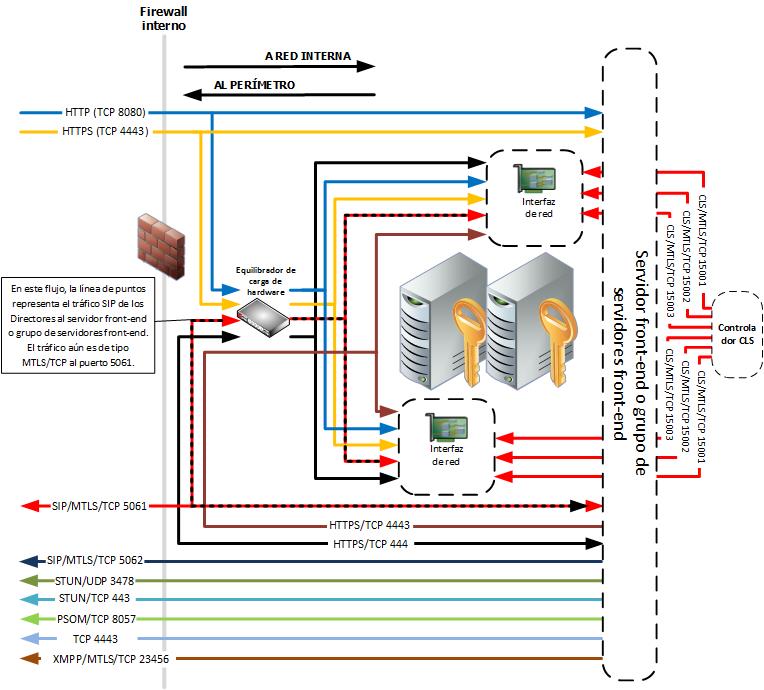 Firewall
interno
A RED INTERNA
AL PERÍMETRO
HTTP (TCP 8080)
HTTPS (TCP 4443)
Interfaz
de red
Equilibrador de
carga de
hardware
En este flujo, la línea de puntos
representa el tráfico SIP de los
Directores al servidor front-end
o grupo de servidores front-end.
El tráfico aún es de tipo
MTLS/TCP al puerto 5061.
Interfaz
de red
Servidor front-end o grupo de
servidores front-end
CLS/MTLS/TCP 15001
CLS/MTLS/TCP 15002
CLS/MTLS/TCP 15003
Controla
dor CLS
CLS/MTLS/TCP 15003
CLS/MTLS/TCP 15002
CLS/MTLS/TCP 15001
SIP/MTLS/TCP 5061
HTTPS/TCP 4443
HTTPS/TCP 444
SIP/MTLS/TCP 5062
STUN/UDP 3478
STUN/TCP 443
PSOM/TCP 8057
TCP 4443
XMPP/MTLS/TCP 23456